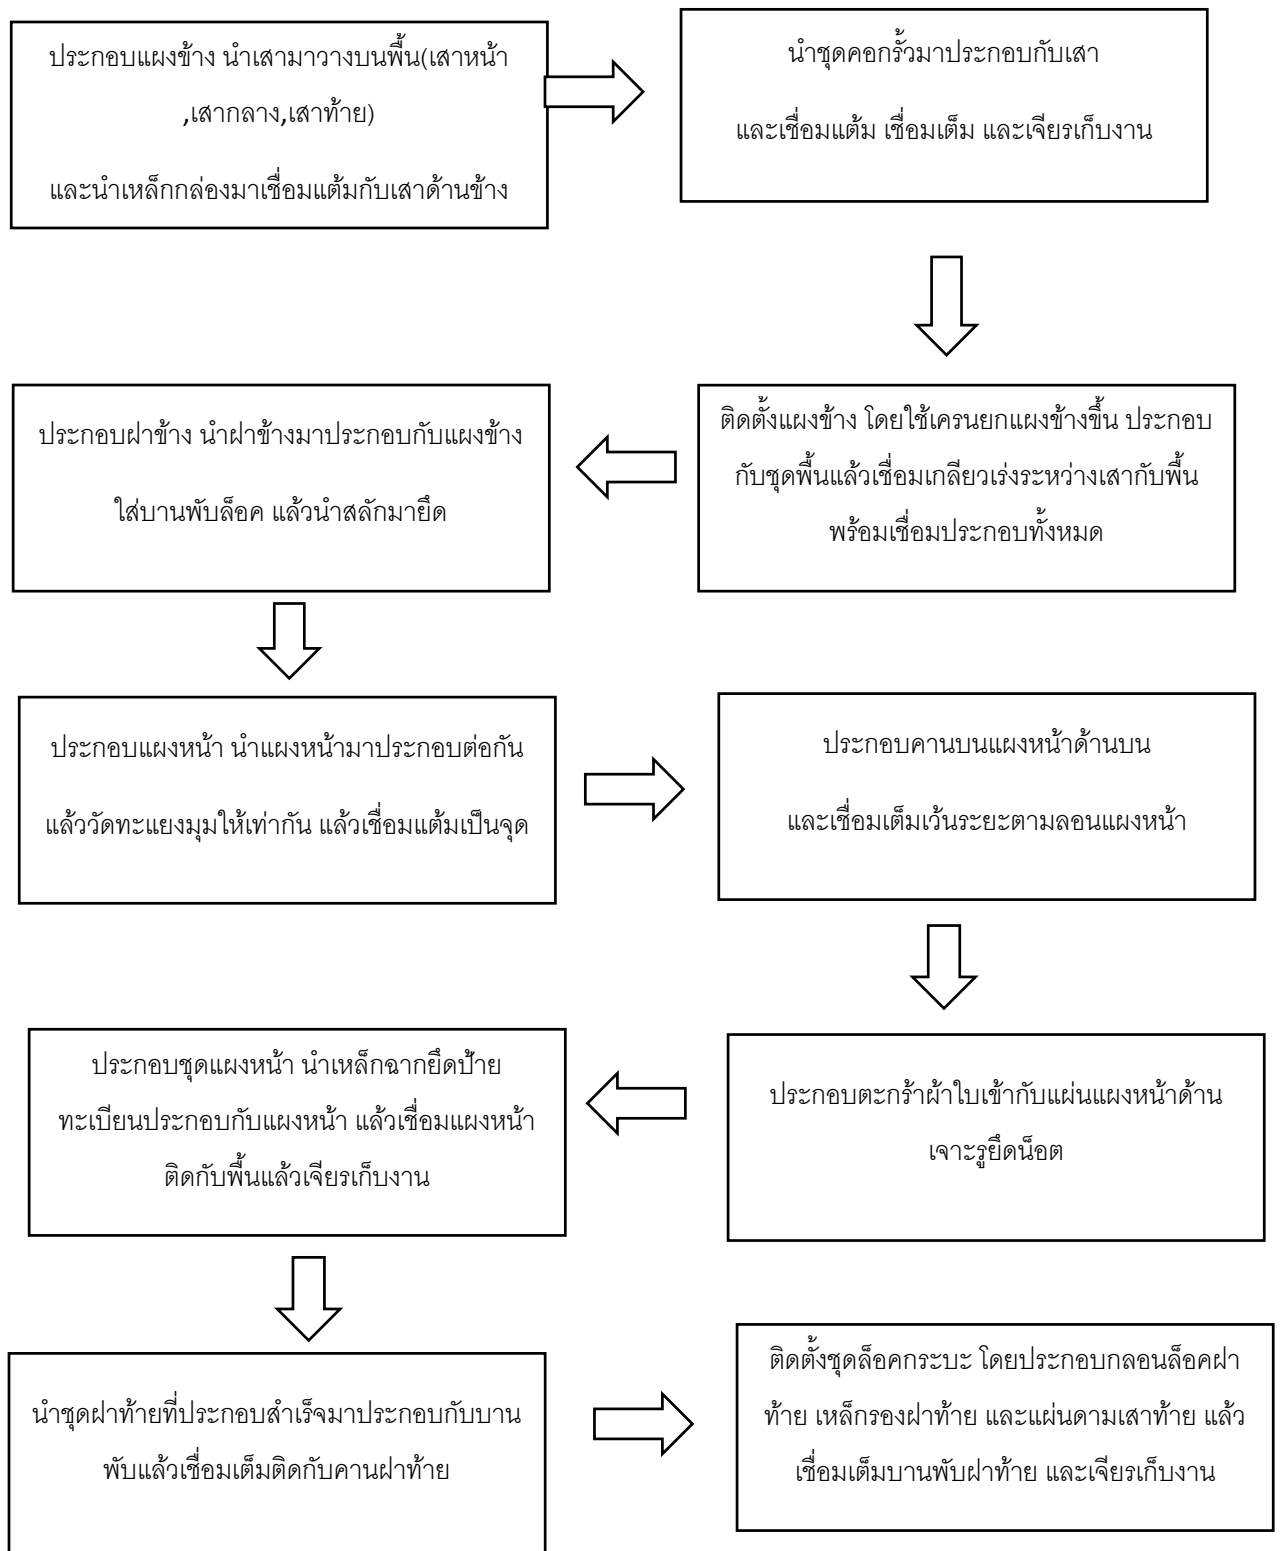 ประกอบแผงข้าง นำเสามาวางบนพื้น(เสาหน้า
,เสากลาง,เสาท้าย)
และนำเหล็กกล่องมาเชื่อมแต้มกับเสาด้านข้าง
นำชุดคอกรั้วมาประกอบกับเสา
และเชื่อมแต้ม เชื่อมเต็ม และเจียรเก็บงาน
ติดตั้งแผงข้าง โดยใช้เครนยกแผงข้างขึ้น ประกอบ
กับชุดพื้นแล้วเชื่อมเกลียวเร่งระหว่างเสากับพื้น
พร้อมเชื่อมประกอบทั้งหมด
ประกอบฝาข้าง นำฝาข้างมาประกอบกับแผงข้าง
ใส่บานพับล็อค แล้วนำสลักมายึด
ประกอบแผงหน้า นำแผงหน้ามาประกอบต่อกัน
แล้ววัดทะแยงมุมให้เท่ากัน แล้วเชื่อมแต้มเป็นจุด
ประกอบคานบนแผงหน้าด้านบน
และเชื่อมเต็มเว้นระยะตามลอนแผงหน้า
ประกอบตะกร้าผ้าใบเข้ากับแผ่นแผงหน้าด้าน
เจาะรูยึดน็อต
ประกอบชุดแผงหน้า นำเหล็กฉากยึดป้าย
ทะเบียนประกอบกับแผงหน้า แล้วเชื่อมแผงหน้า
ติดกับพื้นแล้วเจียรเก็บงาน
นำชุดฝาท้ายที่ประกอบสำเร็จมาประกอบกับบาน
พับแล้วเชื่อมเต็มติดกับคานฝาท้าย
ติดตั้งชุดล็อคกระบะ โดยประกอบกลอนล็อคฝา
ท้าย เหล็กรองฝาท้าย และแผ่นดามเสาท้าย แล้ว
เชื่อมเต็มบานพับฝาท้าย และเจียรเก็บงาน